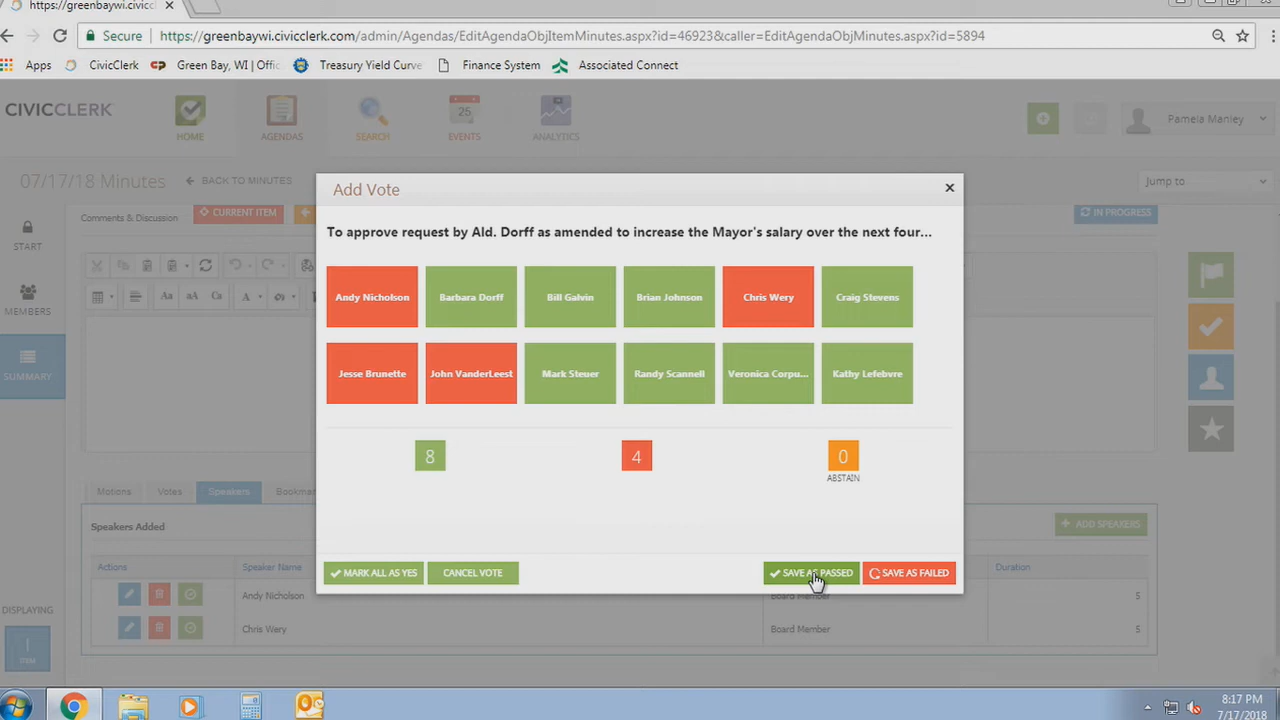 https://greenbaywi.civiccl
Secure
https://greenbaywi.civicclerk.com/admin/Agendas/EditAgendaObjItemMinutes.aspx?id=46923&caller=EditAgendaObjMinutes.aspx?id=5894
Apps CivicClerk Green Bay, WI | Offi Treasury Yield Curve Finance System Associated Connect
CIVICCLERK
HOME AGENDAS SEARCH 25 EVENTS ANALYTICS
Pamela Manley
07/17/18 Minutes
BACK TO MINUTES
Jump to
START
MEMBERS
SUMMARY
DISPLAYING
ITEM
Comments & Discussion
CURRENT ITEM
IN PROGRESS
Add Vote
To approve request by Ald. Dorff as amended to increase the Mayor's salary over the next four...
Andy Nicholson Barbara Dorff Bill Galvin Brian Johnson Chris Wery Craig Stevens
Jesse Brunette John VanderLeest Mark Steuer Randy Scannell Veronica Corpu... Kathy Lefebvre
8 4 0
ABSTAIN
MARK ALL AS YES CANCEL VOTE SAVE AS PASSED SAVE AS FAILED
Motions Votes Speakers Bookmar
Speakers Added
ADD SPEAKERS
Actions Speaker Name Duration
Andy Nicholson Board Member 5
Chris Wery Board Member 5
8:17 PM
7/17/2018